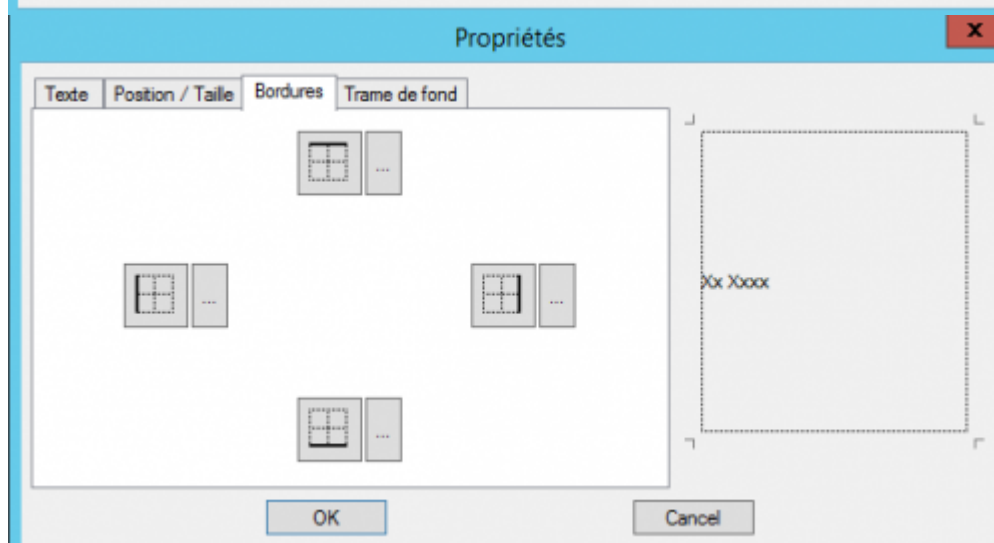 Propriétés
x
Texte Position / Taille Bordures Trame de fond
...
Xx Xxxx
... ...
...
OK Cancel